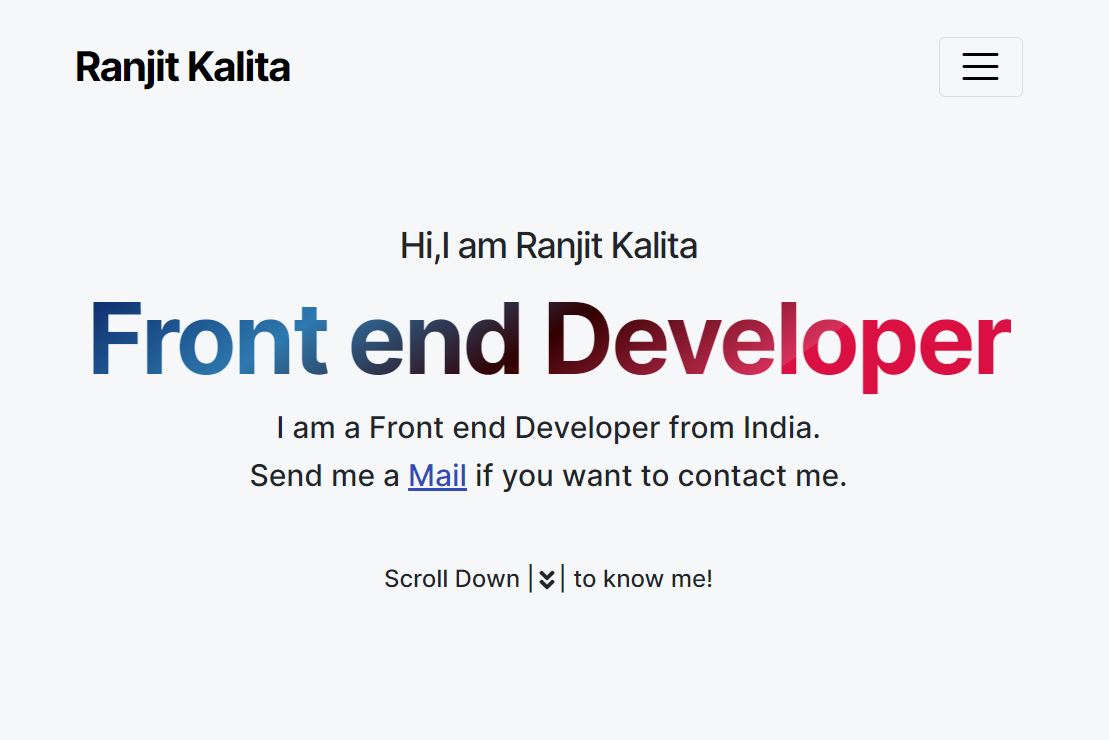 Ranjit Kalita
Hi,I am Ranjit Kalita
Front end Developer
I am a Front end Developer from India.
Send me a Mail if you want to contact me.
Scroll Down || to know me!